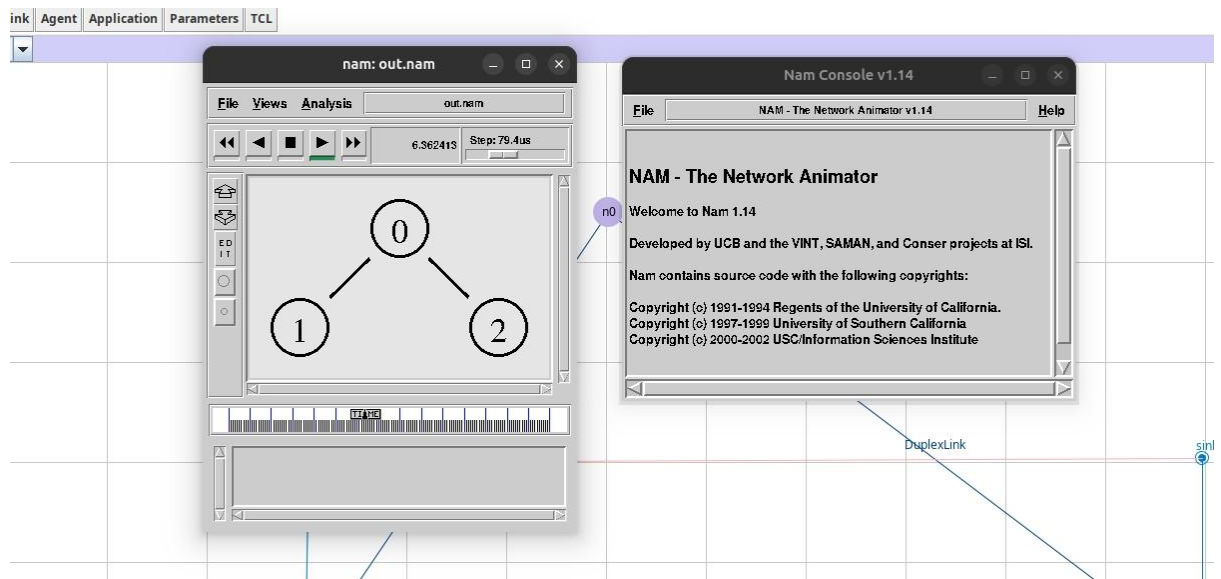 ink Agent Application Parameters TCL
nam: out.nam
File Views Analysis out.nam
6.362413 Step: 79.4us
ED
IT
0
1 2
TIME
n0
Nam Console v1.14
File NAM - The Network Animator v1.14 Help
NAM - The Network Animator
Welcome to Nam 1.14
Developed by UCB and the VINT, SAMAN, and Conser projects at ISI.
Nam contains source code with the following copyrights:
Copyright (c) 1991-1994 Regents of the University of California.
Copyright (c) 1997-1999 University of Southern California
Copyright (c) 2000-2002 USC/Information Sciences Institute
DuplexLink
sin